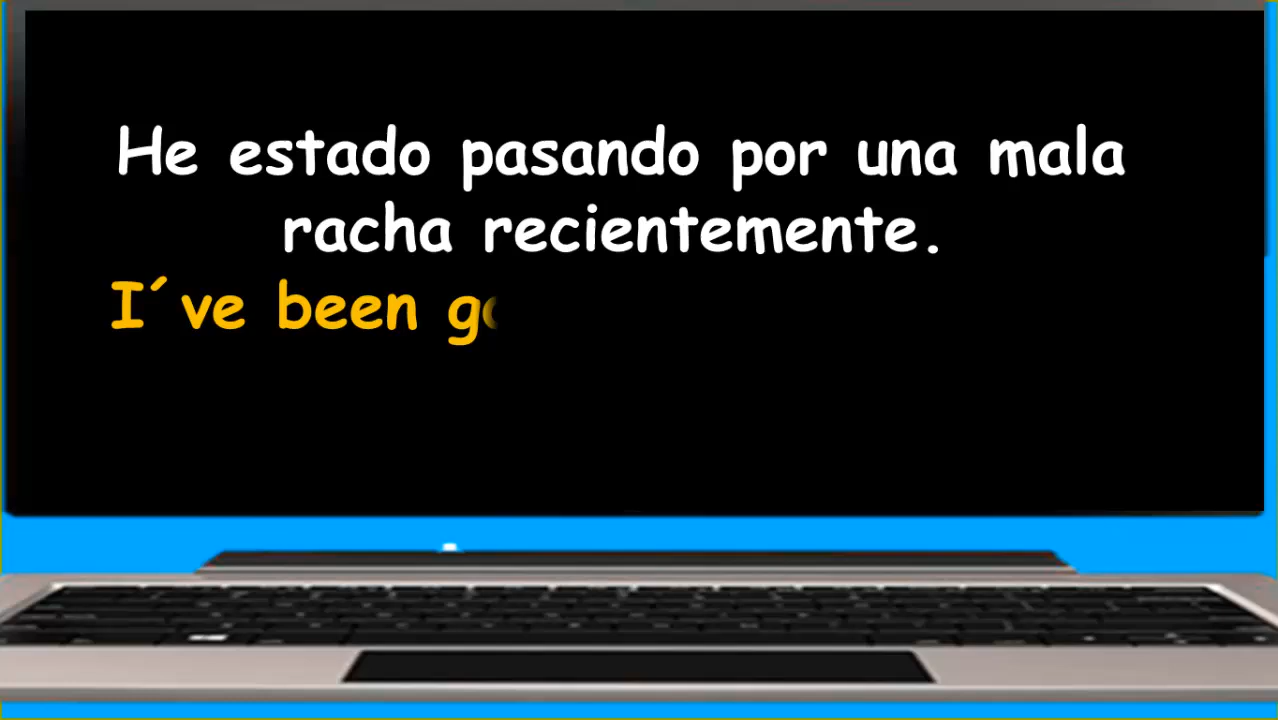 He estado pasando por una mala
racha recientemente.
I´ve been